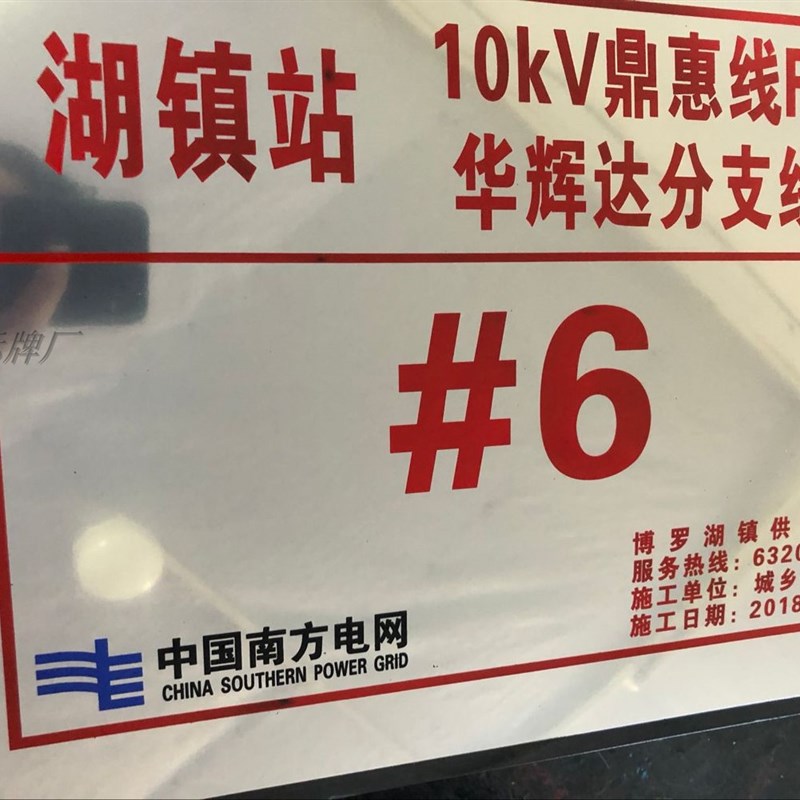 湖镇站
10kV鼎惠线F
华辉达分支线
牌厂
#6
博罗湖镇供
服务热线：6320
施工单位：城乡
施工日期：2018
中国南方电网
CHINA SOUTHERN POWER GRID